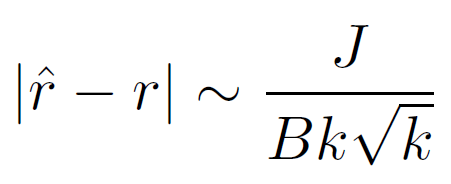 |r̂ − r| ∼ J / (Bk√k)